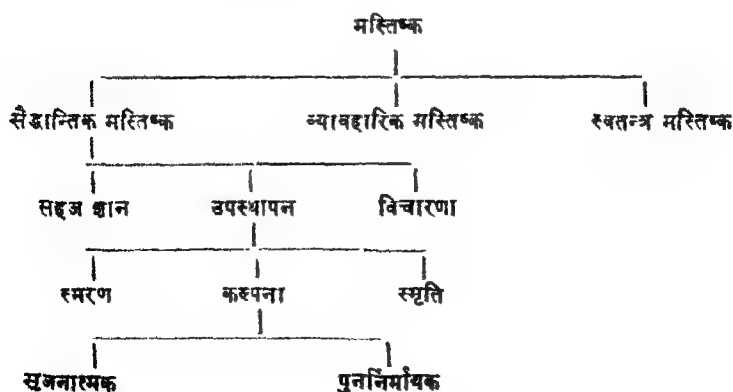 मस्तिष्क
सैद्धान्तिक मस्तिष्क व्यावहारिक मस्तिष्क स्वतन्त्र मस्तिष्क
सहज ज्ञान उपस्थापन विचारणा
स्मरण कल्पना स्मृति
सृजनात्मक पुनर्निर्मायक